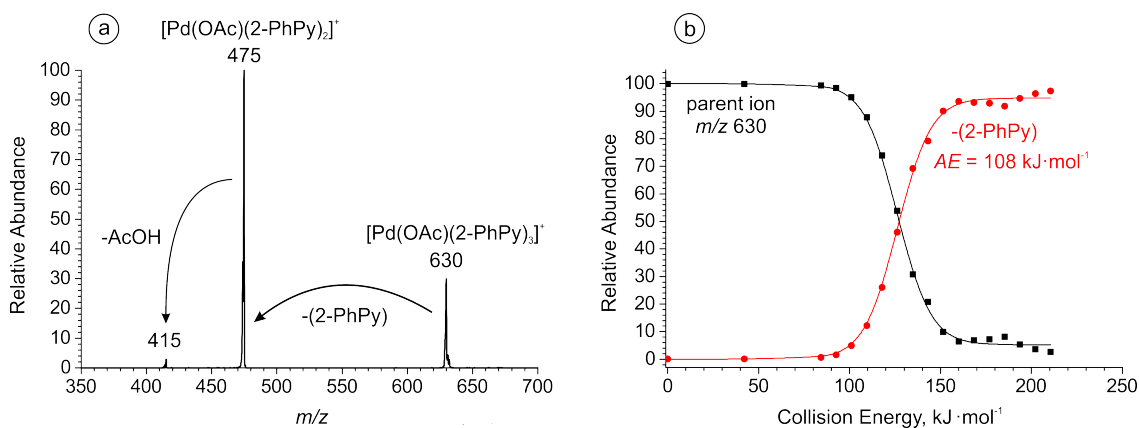 a
[Pd(OAc)(2-PhPy)₂]⁺
475
100
90
80
70
60
50
40
30
20
10
0
Relative Abundance
-AcOH
415
[Pd(OAc)(2-PhPy)₃]⁺
630
-(2-PhPy)
350 400 450 500 550 600 650 700
m/z
b
100
90
80
70
60
50
40
30
20
10
0
Relative Abundance
parent ion
m/z 630
-(2-PhPy)
AE = 108 kJ·mol⁻¹
0 50 100 150 200 250
Collision Energy, kJ·mol⁻¹